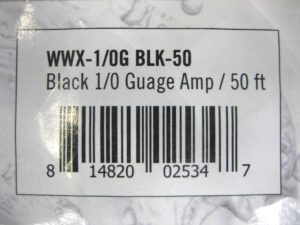 WWX-1/0G BLK-50
Black 1/0 Guage Amp / 50 ft
8 14820 02534 7